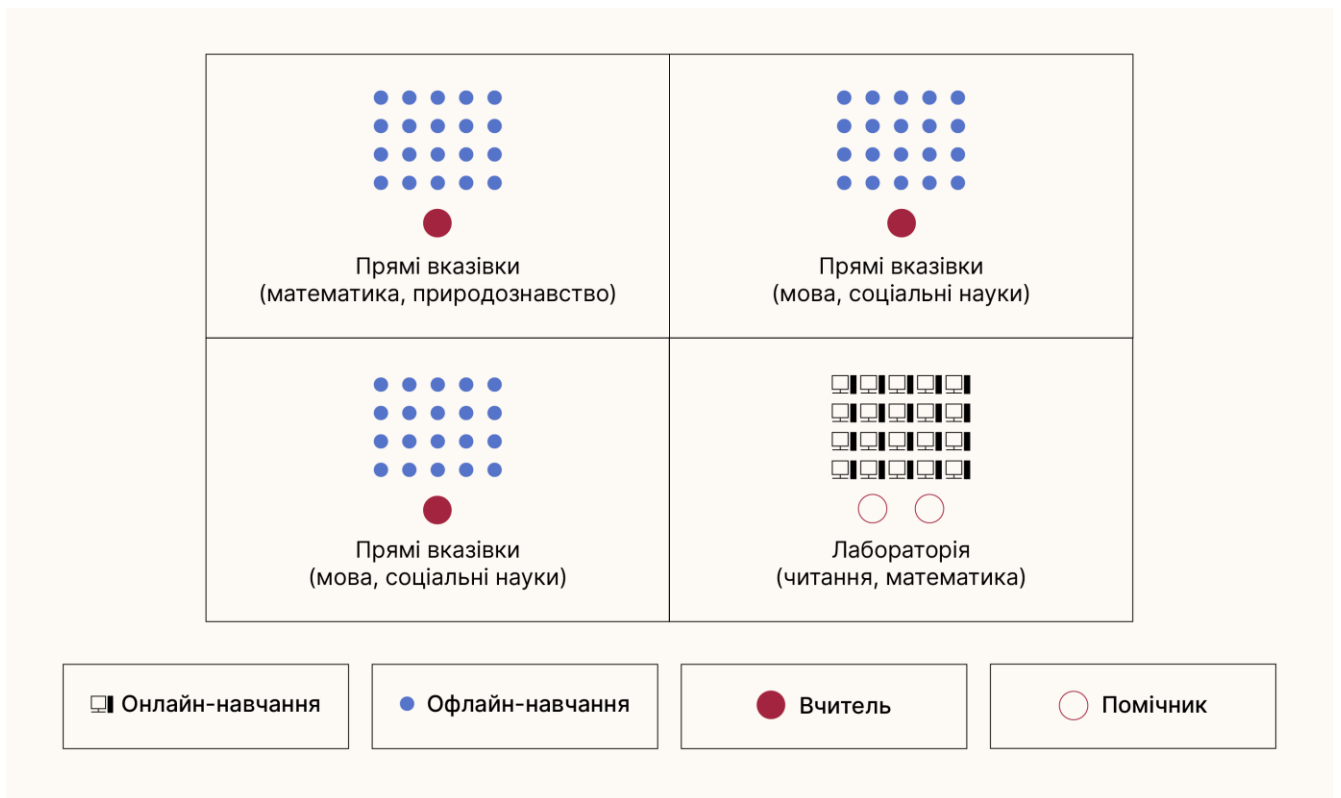 Прямі вказівки
(математика, природознавство)
Прямі вказівки
(мова, соціальні науки)
Прямі вказівки
(мова, соціальні науки)
Лабораторія
(читання, математика)
Онлайн-навчання
Офлайн-навчання
Вчитель
Помічник